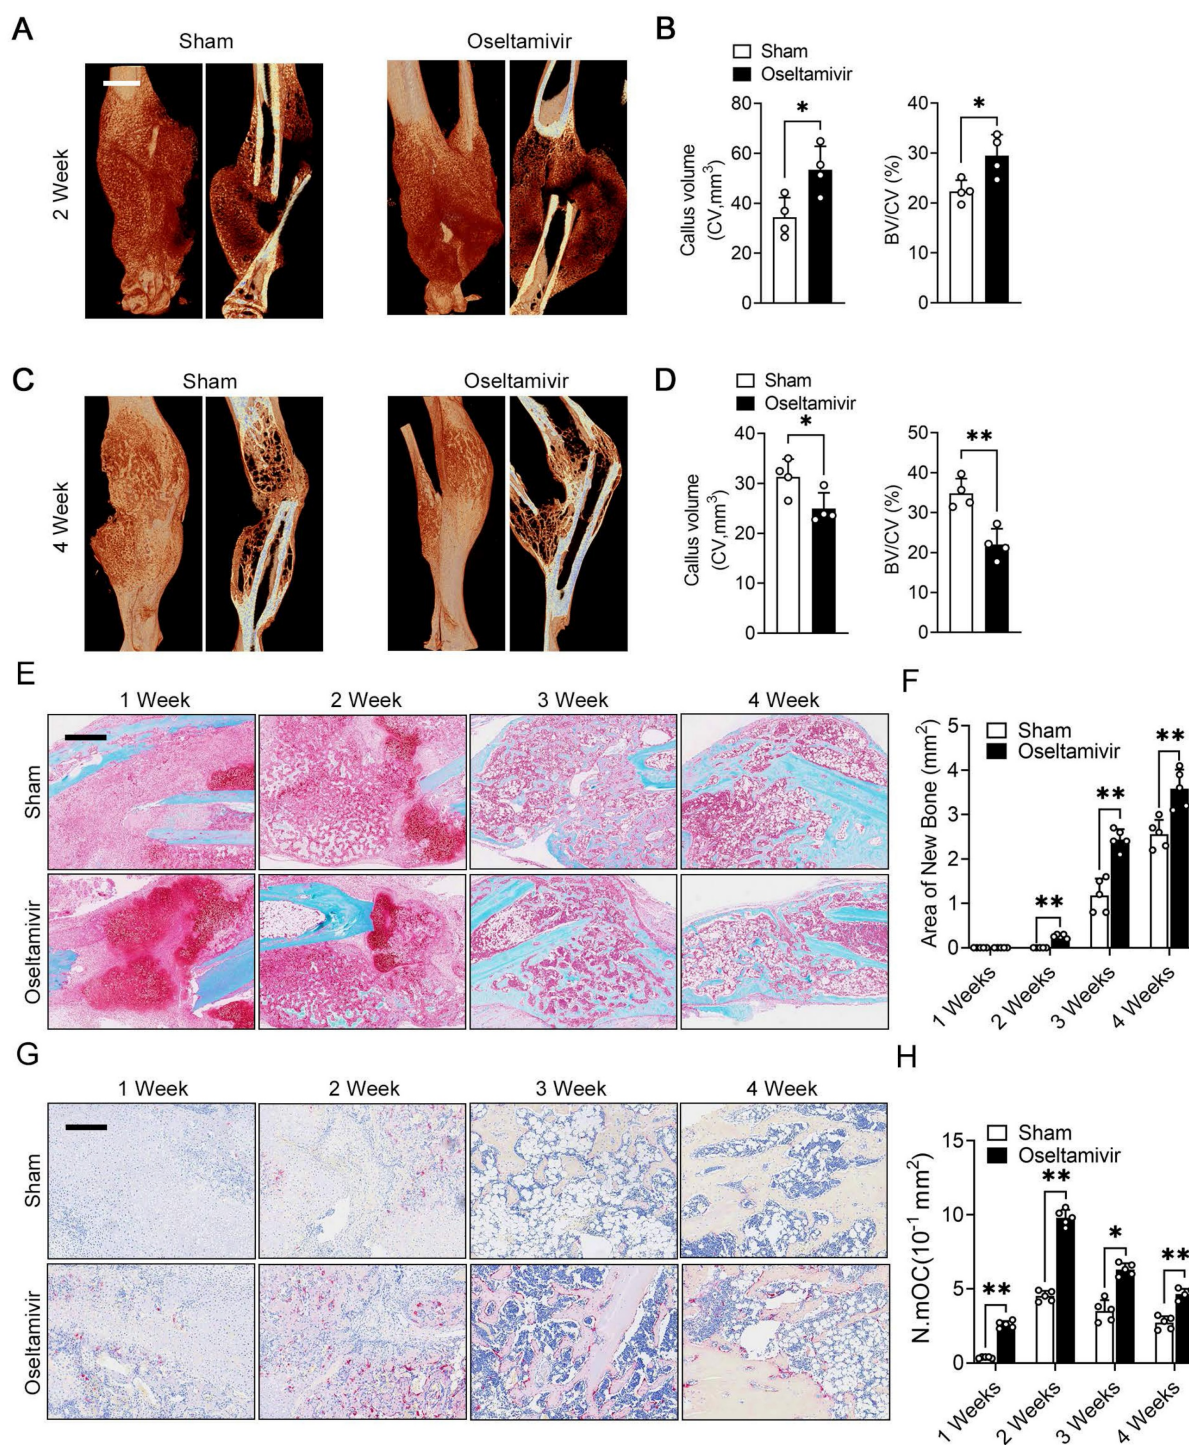 A
Sham
Oseltamivir
2 Week
B
Sham
Oseltamivir
Callus volume
(CV,mm³)
80
60
40
20
0
*
BV/CV (%)
40
30
20
10
0
*
C
Sham
Oseltamivir
4 Week
D
Sham
Oseltamivir
Callus volume
(CV,mm³)
40
30
20
10
0
*
BV/CV (%)
50
40
30
20
10
0
**
E
1 Week
2 Week
3 Week
4 Week
Sham
Oseltamivir
F
Sham
Oseltamivir
Area of New Bone (mm²)
5
4
3
2
1
0
**
**
**
1 Weeks
2 Weeks
3 Weeks
4 Weeks
G
1 Week
2 Week
3 Week
4 Week
Sham
Oseltamivir
H
Sham
Oseltamivir
N.mOC(10⁻¹ mm²)
15
10
5
0
**
**
*
**
1 Weeks
2 Weeks
3 Weeks
4 Weeks